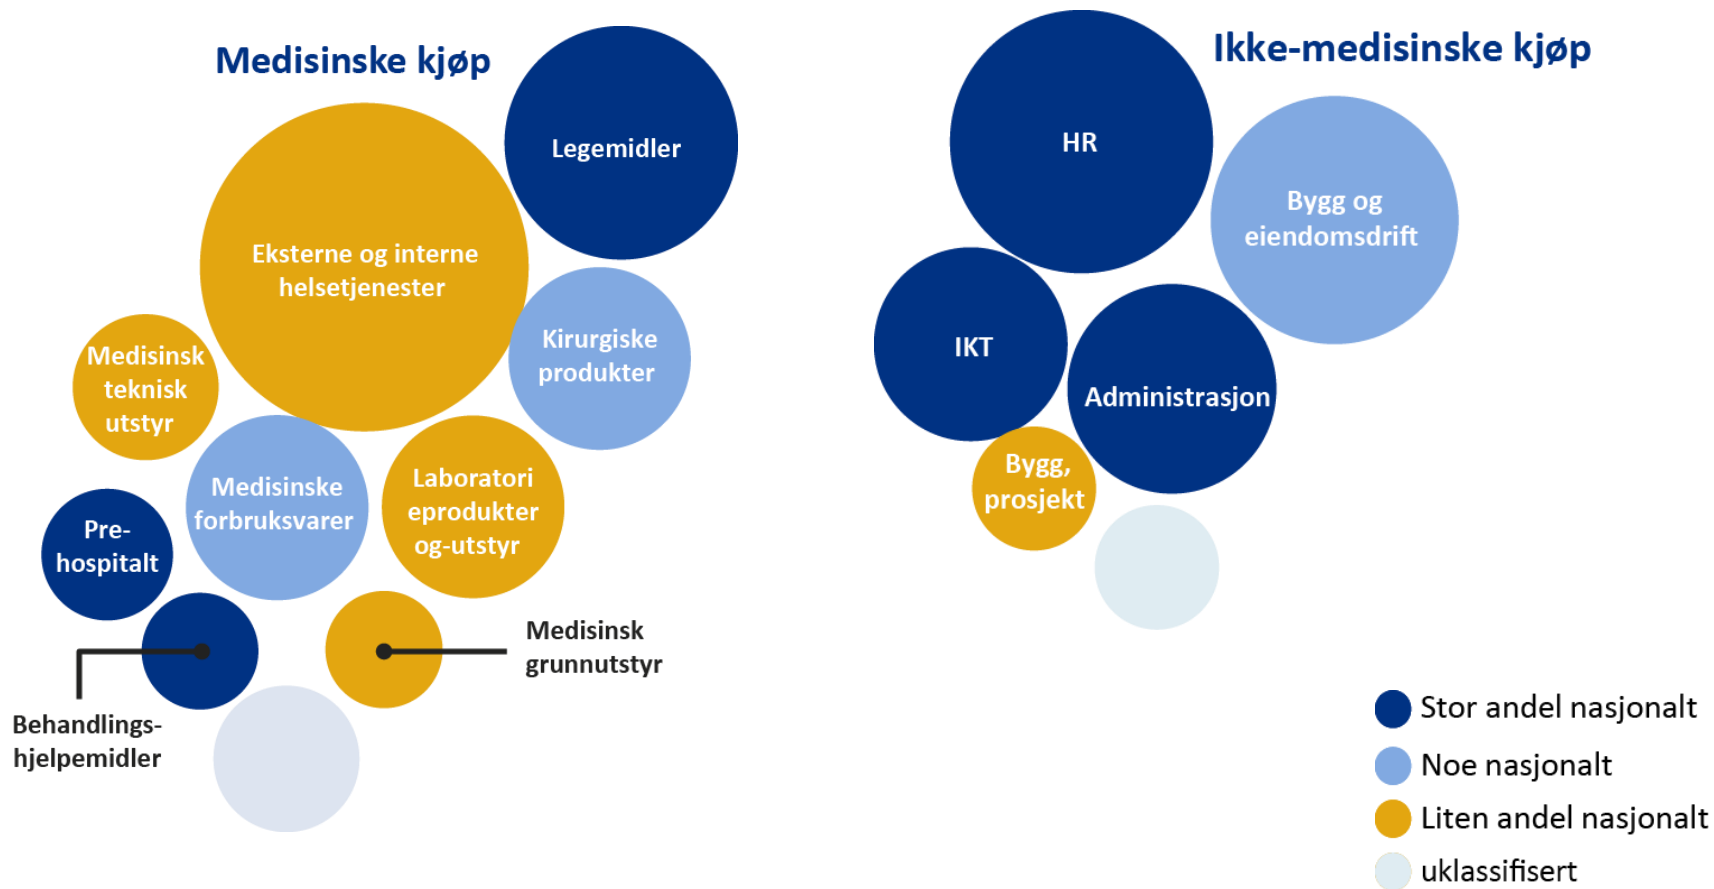 Medisinske kjøp
Legemidler
Eksterne og interne
helsetjenester
Kirurgiske
produkter
Medisinsk
teknisk
utstyr
Medisinske
forbruksvarer
Laboratori
eprodukter
og-utstyr
Pre-
hospitalt
Medisinsk
grunnutstyr
Behandlings-
hjelpemidler
Ikke-medisinske kjøp
HR
Bygg og
eiendomsdrift
IKT
Administrasjon
Bygg,
prosjekt
Stor andel nasjonalt
Noe nasjonalt
Liten andel nasjonalt
uklassifisert